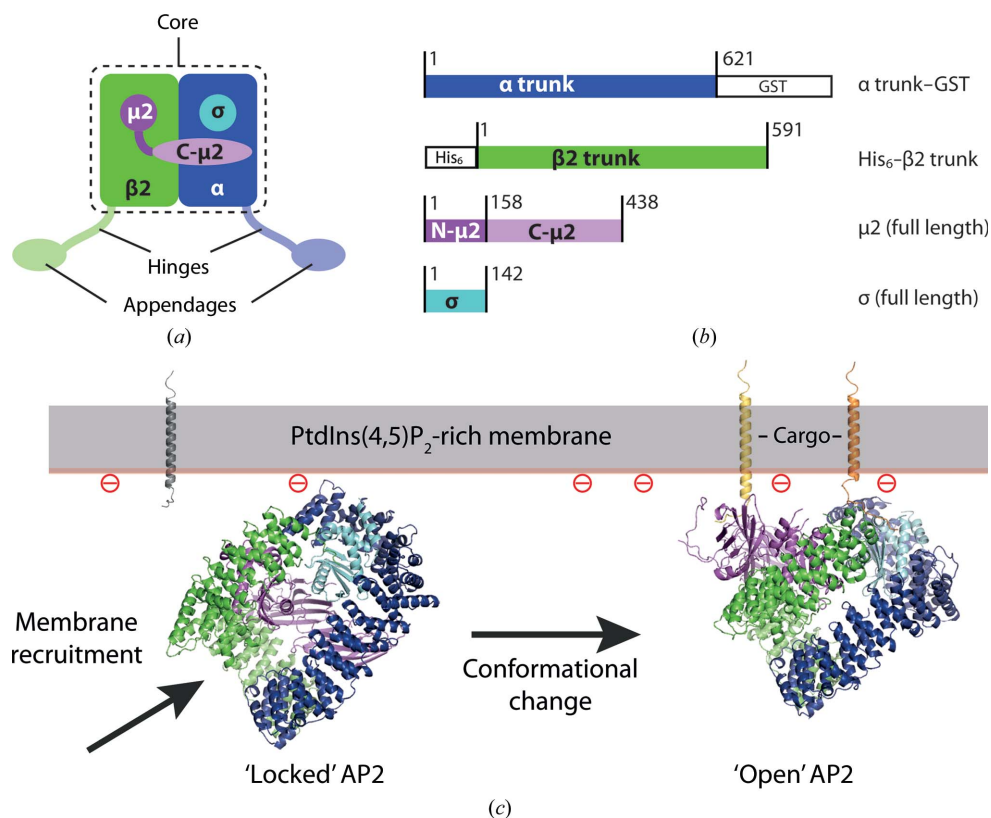 Core
μ2
σ
C-μ2
β2
α
Hinges
Appendages
(a)
1
621
α trunk
GST
α trunk–GST
1
591
His₆
β2 trunk
His₆–β2 trunk
1
158
438
N-μ2
C-μ2
μ2 (full length)
1
142
σ
σ (full length)
(b)
PtdIns(4,5)P₂-rich membrane
– Cargo –
⊖ ⊖ ⊖ ⊖ ⊖ ⊖
Membrane
recruitment
Conformational
change
‘Locked’ AP2
‘Open’ AP2
(c)